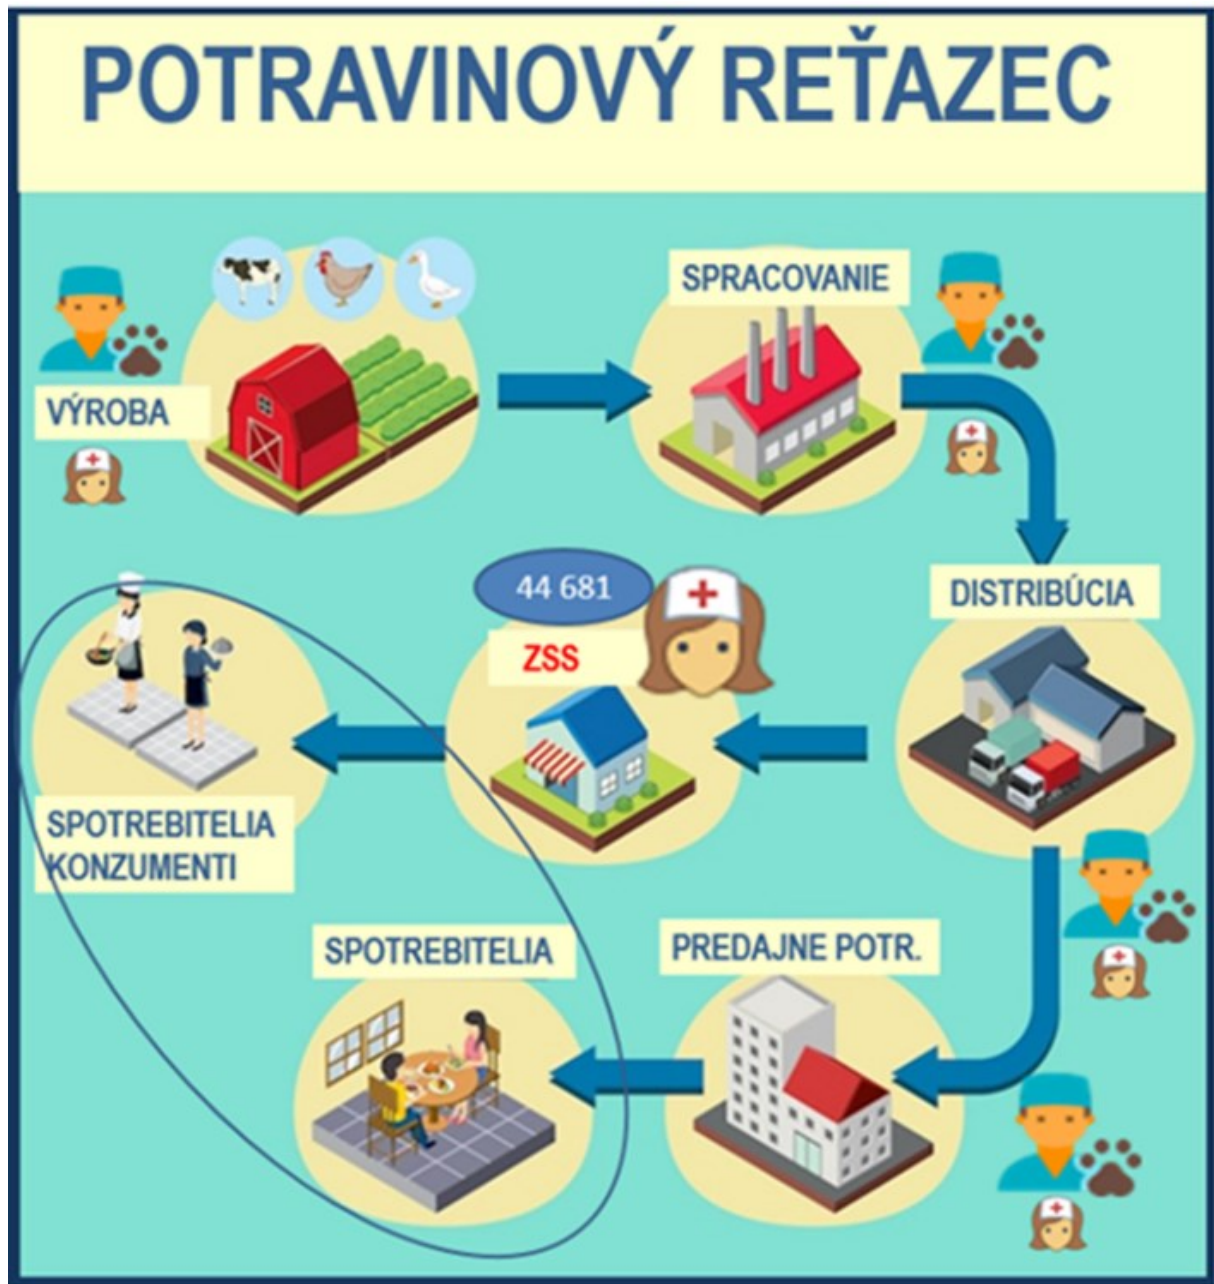 POTRAVINOVÝ REŤAZEC
VÝROBA
SPRACOVANIE
DISTRIBÚCIA
44 681
ZSS
SPOTREBITELIA
KONZUMENTI
SPOTREBITELIA
PREDAJNE POTR.